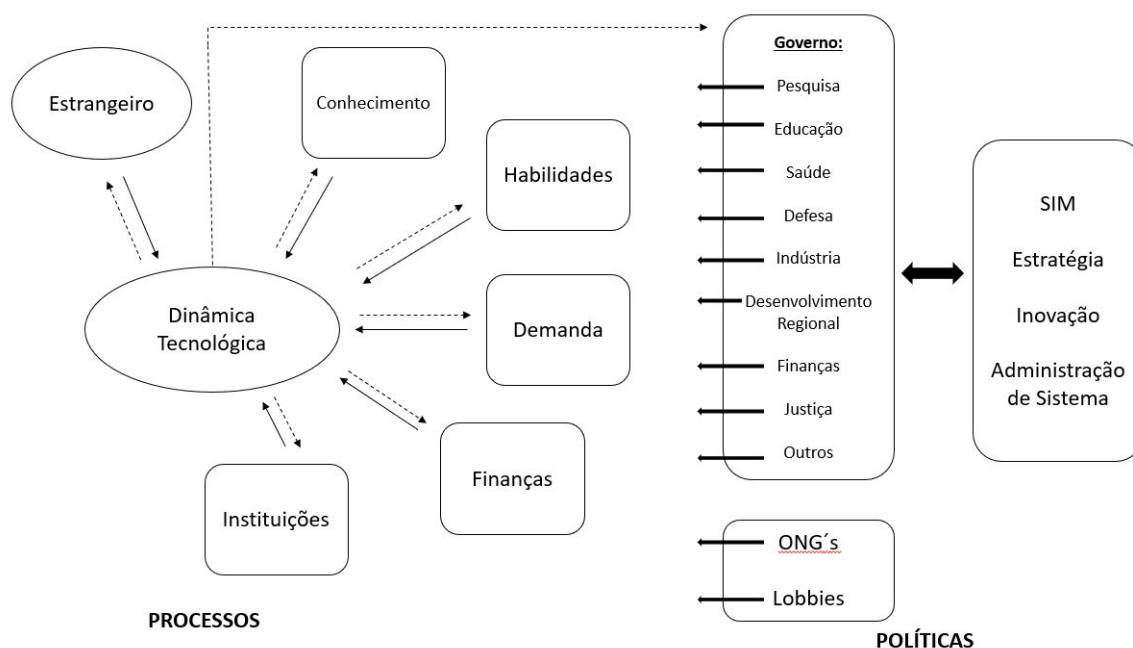 Estrangeiro
Conhecimento
Habilidades
Dinâmica
Tecnológica
Demanda
Finanças
Instituições
PROCESSOS
Governo:
Pesquisa
Educação
Saúde
Defesa
Indústria
Desenvolvimento
Regional
Finanças
Justiça
Outros
ONG´s
Lobbies
SIM
Estratégia
Inovação
Administração
de Sistema
POLÍTICAS